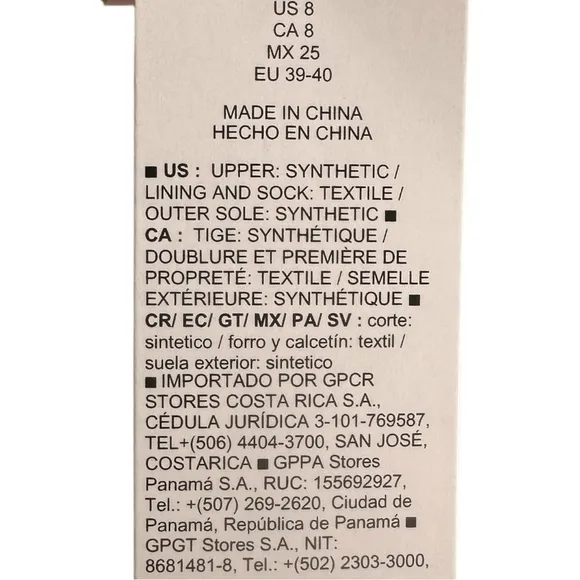 US 8
CA 8
MX 25
EU 39-40
MADE IN CHINA
HECHO EN CHINA
■ US : UPPER: SYNTHETIC /
LINING AND SOCK: TEXTILE /
OUTER SOLE: SYNTHETIC ■
CA : TIGE: SYNTHÉTIQUE /
DOUBLURE ET PREMIÈRE DE
PROPRETÉ: TEXTILE / SEMELLE
EXTÉRIEURE: SYNTHÉTIQUE ■
CR/ EC/ GT/ MX/ PA/ SV : corte:
sintetico / forro y calcetín: textil /
suela exterior: sintetico
■ IMPORTADO POR GPCR
STORES COSTA RICA S.A.,
CÉDULA JURÍDICA 3-101-769587,
TEL+(506) 4404-3700, SAN JOSÉ,
COSTARICA ■ GPPA Stores
Panamá S.A., RUC: 155692927,
Tel.: +(507) 269-2620, Ciudad de
Panamá, República de Panamá ■
GPGT Stores S.A., NIT:
8681481-8, Tel.: +(502) 2303-3000,